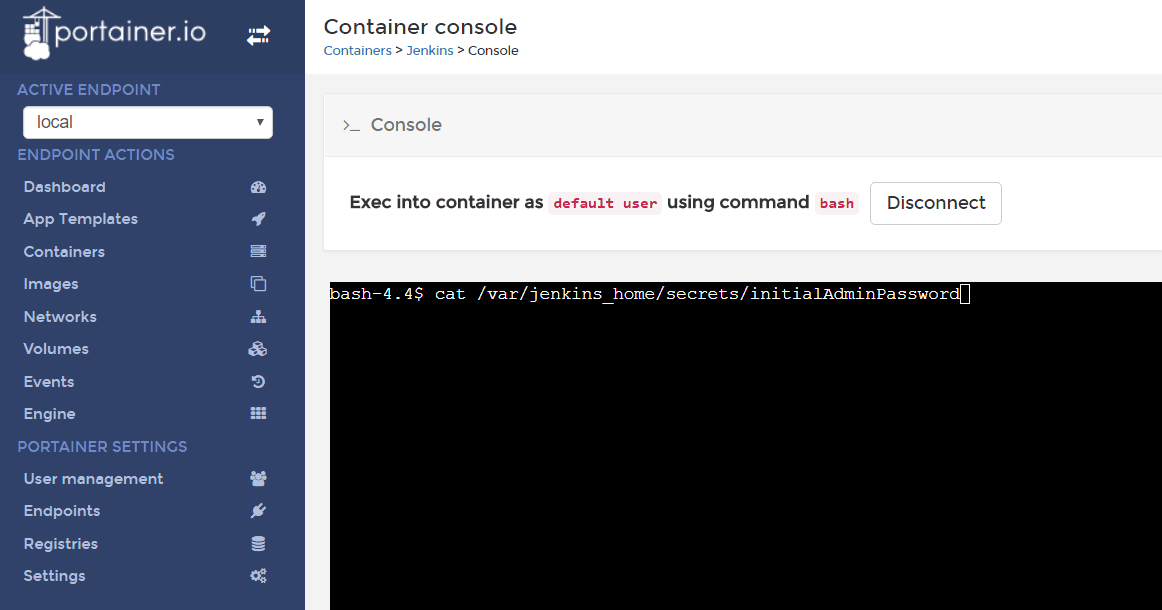 portainer.io
ACTIVE ENDPOINT
local
ENDPOINT ACTIONS
Dashboard
App Templates
Containers
Images
Networks
Volumes
Events
Engine
PORTAINER SETTINGS
User management
Endpoints
Registries
Settings
Container console
Containers > Jenkins > Console
>_ Console
Exec into container as default user using command bash Disconnect
bash-4.4$ cat /var/jenkins_home/secrets/initialAdminPassword